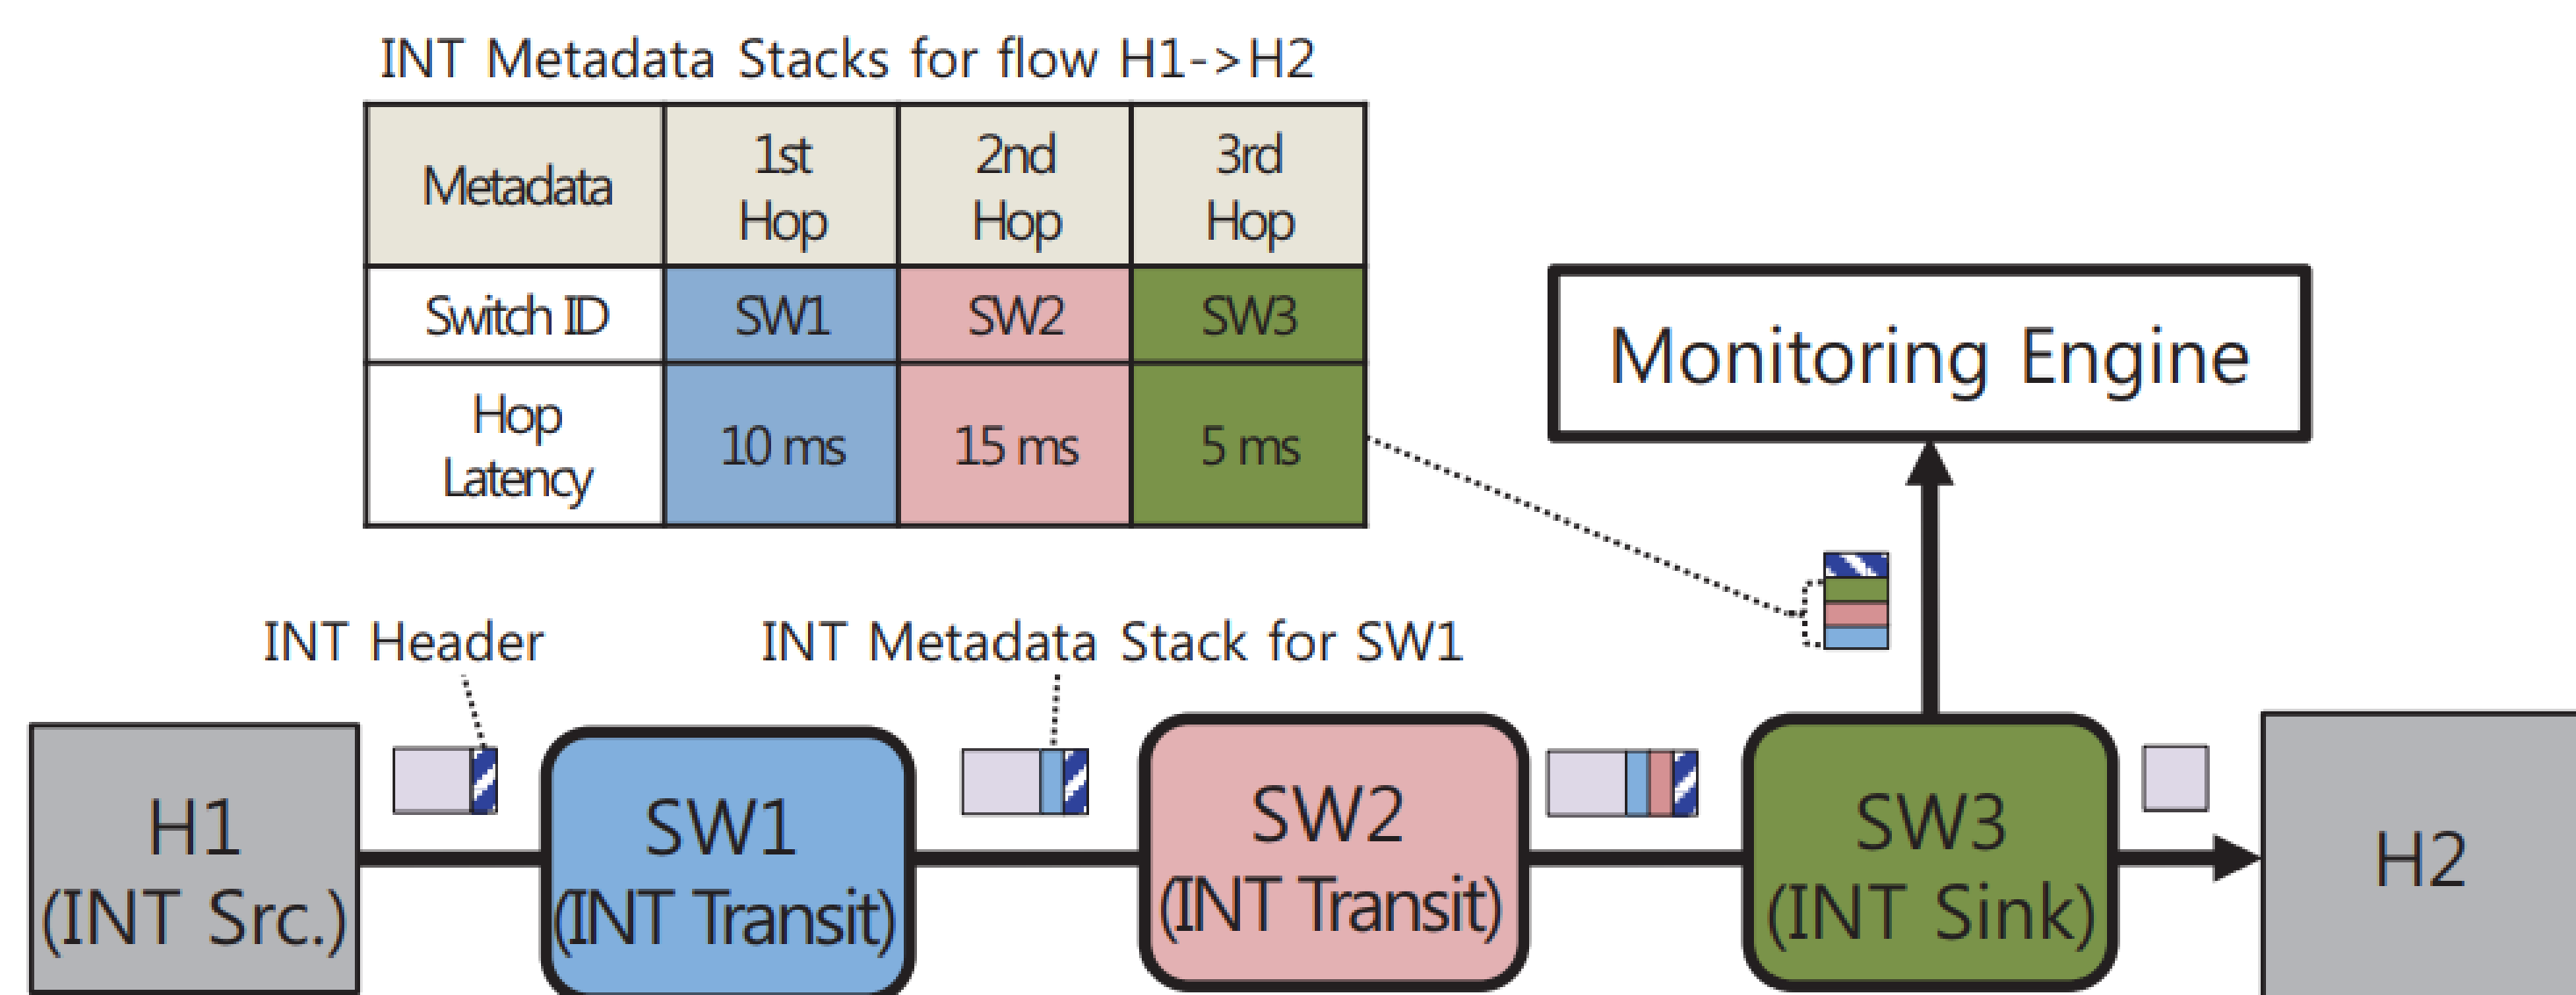 INT Metadata Stacks for flow H1->H2
Metadata
1st
Hop
2nd
Hop
3rd
Hop
Switch ID
SW1
SW2
SW3
Hop
Latency
10 ms
15 ms
5 ms
Monitoring Engine
INT Header
INT Metadata Stack for SW1
H1
(INT Src.)
SW1
(INT Transit)
SW2
(INT Transit)
SW3
(INT Sink)
H2